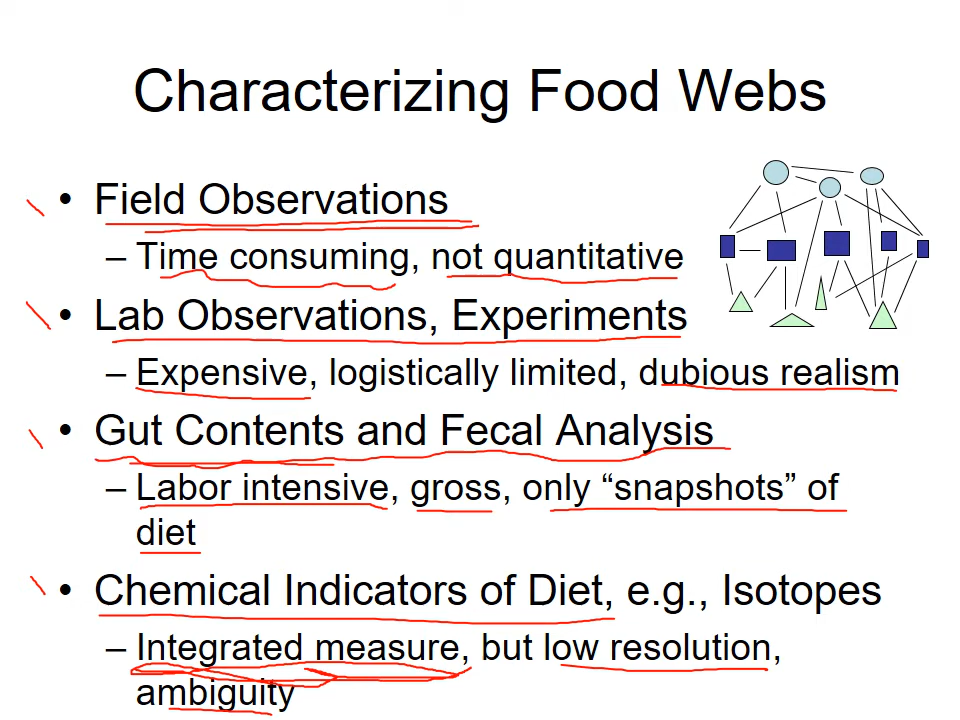 Characterizing Food Webs
• Field Observations
– Time consuming, not quantitative
• Lab Observations, Experiments
– Expensive, logistically limited, dubious realism
• Gut Contents and Fecal Analysis
– Labor intensive, gross, only “snapshots” of
diet
• Chemical Indicators of Diet, e.g., Isotopes
– Integrated measure, but low resolution,
ambiguity